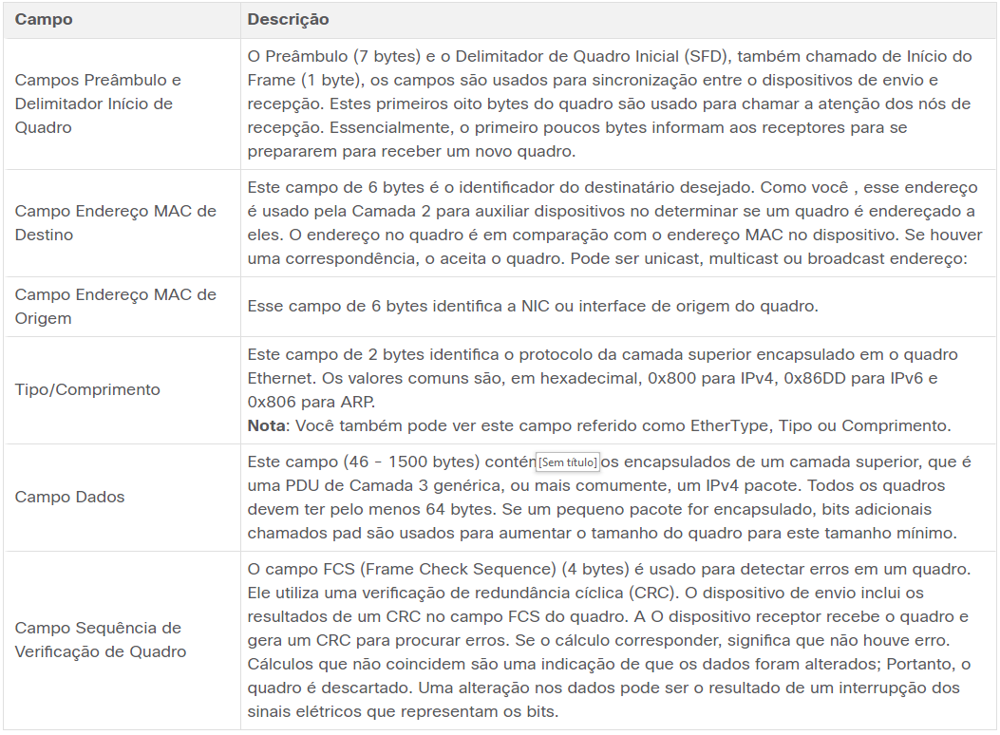 Campo
Descrição
Campos Preâmbulo e
Delimitador Início de
Quadro
O Preâmbulo (7 bytes) e o Delimitador de Quadro Inicial (SFD), também chamado de Início do
Frame (1 byte), os campos são usados para sincronização entre o dispositivos de envio e
recepção. Estes primeiros oito bytes do quadro são usado para chamar a atenção dos nós de
recepção. Essencialmente, o primeiro poucos bytes informam aos receptores para se
prepararem para receber um novo quadro.
Campo Endereço MAC de
Destino
Este campo de 6 bytes é o identificador do destinatário desejado. Como você , esse endereço
é usado pela Camada 2 para auxiliar dispositivos no determinar se um quadro é endereçado a
eles. O endereço no quadro é em comparação com o endereço MAC no dispositivo. Se houver
uma correspondência, o aceita o quadro. Pode ser unicast, multicast ou broadcast endereço:
Campo Endereço MAC de
Origem
Esse campo de 6 bytes identifica a NIC ou interface de origem do quadro.
Tipo/Comprimento
Este campo de 2 bytes identifica o protocolo da camada superior encapsulado em o quadro
Ethernet. Os valores comuns são, em hexadecimal, 0x800 para IPv4, 0x86DD para IPv6 e
0x806 para ARP.
Nota: Você também pode ver este campo referido como EtherType, Tipo ou Comprimento.
Campo Dados
Este campo (46 - 1500 bytes) contém [Sem título] os encapsulados de um camada superior, que é
uma PDU de Camada 3 genérica, ou mais comumente, um IPv4 pacote. Todos os quadros
devem ter pelo menos 64 bytes. Se um pequeno pacote for encapsulado, bits adicionais
chamados pad são usados para aumentar o tamanho do quadro para este tamanho mínimo.
Campo Sequência de
Verificação de Quadro
O campo FCS (Frame Check Sequence) (4 bytes) é usado para detectar erros em um quadro.
Ele utiliza uma verificação de redundância cíclica (CRC). O dispositivo de envio inclui os
resultados de um CRC no campo FCS do quadro. A O dispositivo receptor recebe o quadro e
gera um CRC para procurar erros. Se o cálculo corresponder, significa que não houve erro.
Cálculos que não coincidem são uma indicação de que os dados foram alterados; Portanto, o
quadro é descartado. Uma alteração nos dados pode ser o resultado de um interrupção dos
sinais elétricos que representam os bits.